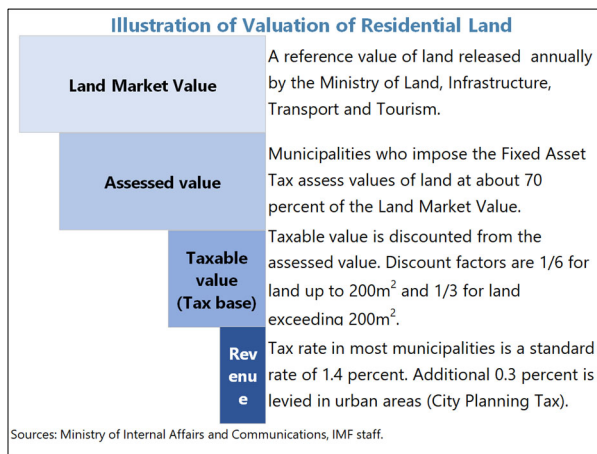 Illustration of Valuation of Residential Land
Land Market Value
A reference value of land released annually
by the Ministry of Land, Infrastructure,
Transport and Tourism.
Assessed value
Municipalities who impose the Fixed Asset
Tax assess values of land at about 70
percent of the Land Market Value.
Taxable
value
(Tax base)
Taxable value is discounted from the
assessed value. Discount factors are 1/6 for
land up to 200m² and 1/3 for land
exceeding 200m².
Rev
enu
e
Tax rate in most municipalities is a standard
rate of 1.4 percent. Additional 0.3 percent is
levied in urban areas (City Planning Tax).
Sources: Ministry of Internal Affairs and Communications, IMF staff.